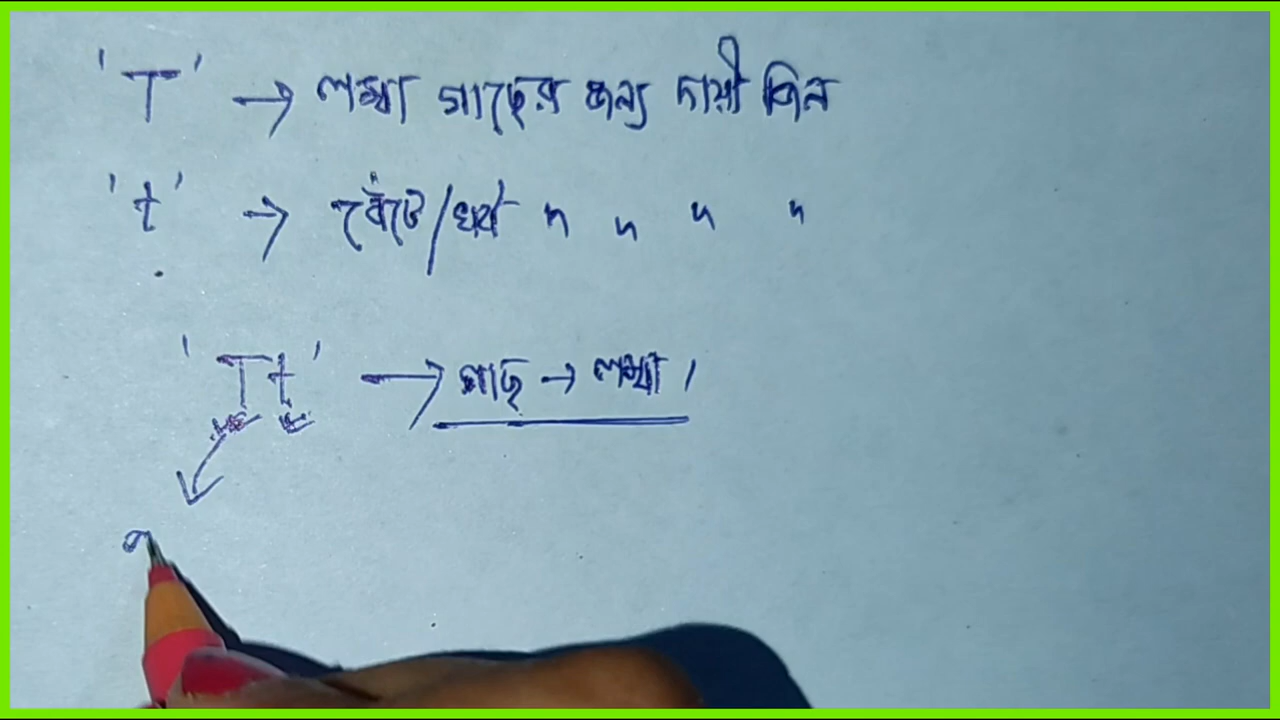 'T' → লম্বা গাছের জন্য দায়ী জিন
't' → বেঁটে/খর্ব " " " "
'Tt' → গাছ → লম্বা।